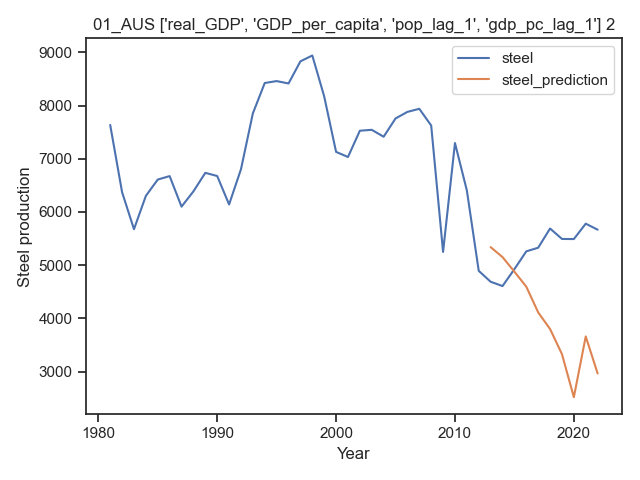 01_AUS ['real_GDP', 'GDP_per_capita', 'pop_lag_1', 'gdp_pc_lag_1'] 2
steel
steel_prediction
Steel production
9000
8000
7000
6000
5000
4000
3000
1980 1990 2000 2010 2020
Year